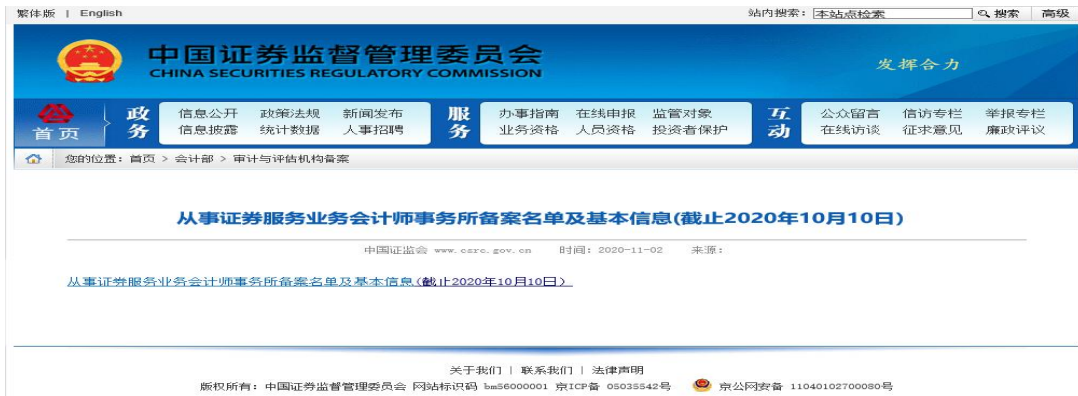 繁体版 | English 站内搜索: 本站点检索 搜索 高级
中国证券监督管理委员会
CHINA SECURITIES REGULATORY COMMISSION
发挥合力
首页
政务
信息公开 政策法规 新闻发布
信息披露 统计数据 人事招聘
服务
办事指南 在线申报 监管对象
业务资格 人员资格 投资者保护
互动
公众留言 信访专栏 举报专栏
在线访谈 征求意见 廉政评议
您的位置: 首页 > 会计部 > 审计与评估机构备案
从事证券服务业务会计师事务所备案名单及基本信息(截止2020年10月10日)
中国证监会 www.csrc.gov.cn 时间: 2020-11-02 来源:
从事证券服务业务会计师事务所备案名单及基本信息(截止2020年10月10日)
关于我们 | 联系我们 | 法律声明
版权所有: 中国证券监督管理委员会 网站标识码 bm56000001 京ICP备 05035542号 京公网安备 11040102700080号